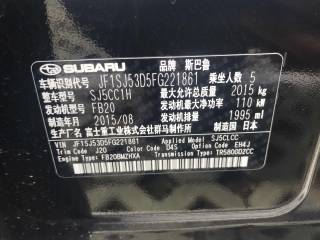 SUBARU 品牌 斯巴鲁
车辆识别代号 JF1SJ53D5FG221861 乘坐人数 5
整车型号 SJ5CC1H 最大允许总质量 2015 kg
发动机型号 FB20 发动机最大净功率 110 kW
制造年月 2015/08 发动机排量 1995 ml
富士重工业株式会社群马制作所 制造国 日本
VIN JF1SJ53D5FG221861 Applied Model SJ5CLCC
Trim Code J20 Color Code D4S Option Code EH4J
Engine Type FB20BMZHXA Transmission Type TR580DDZCC